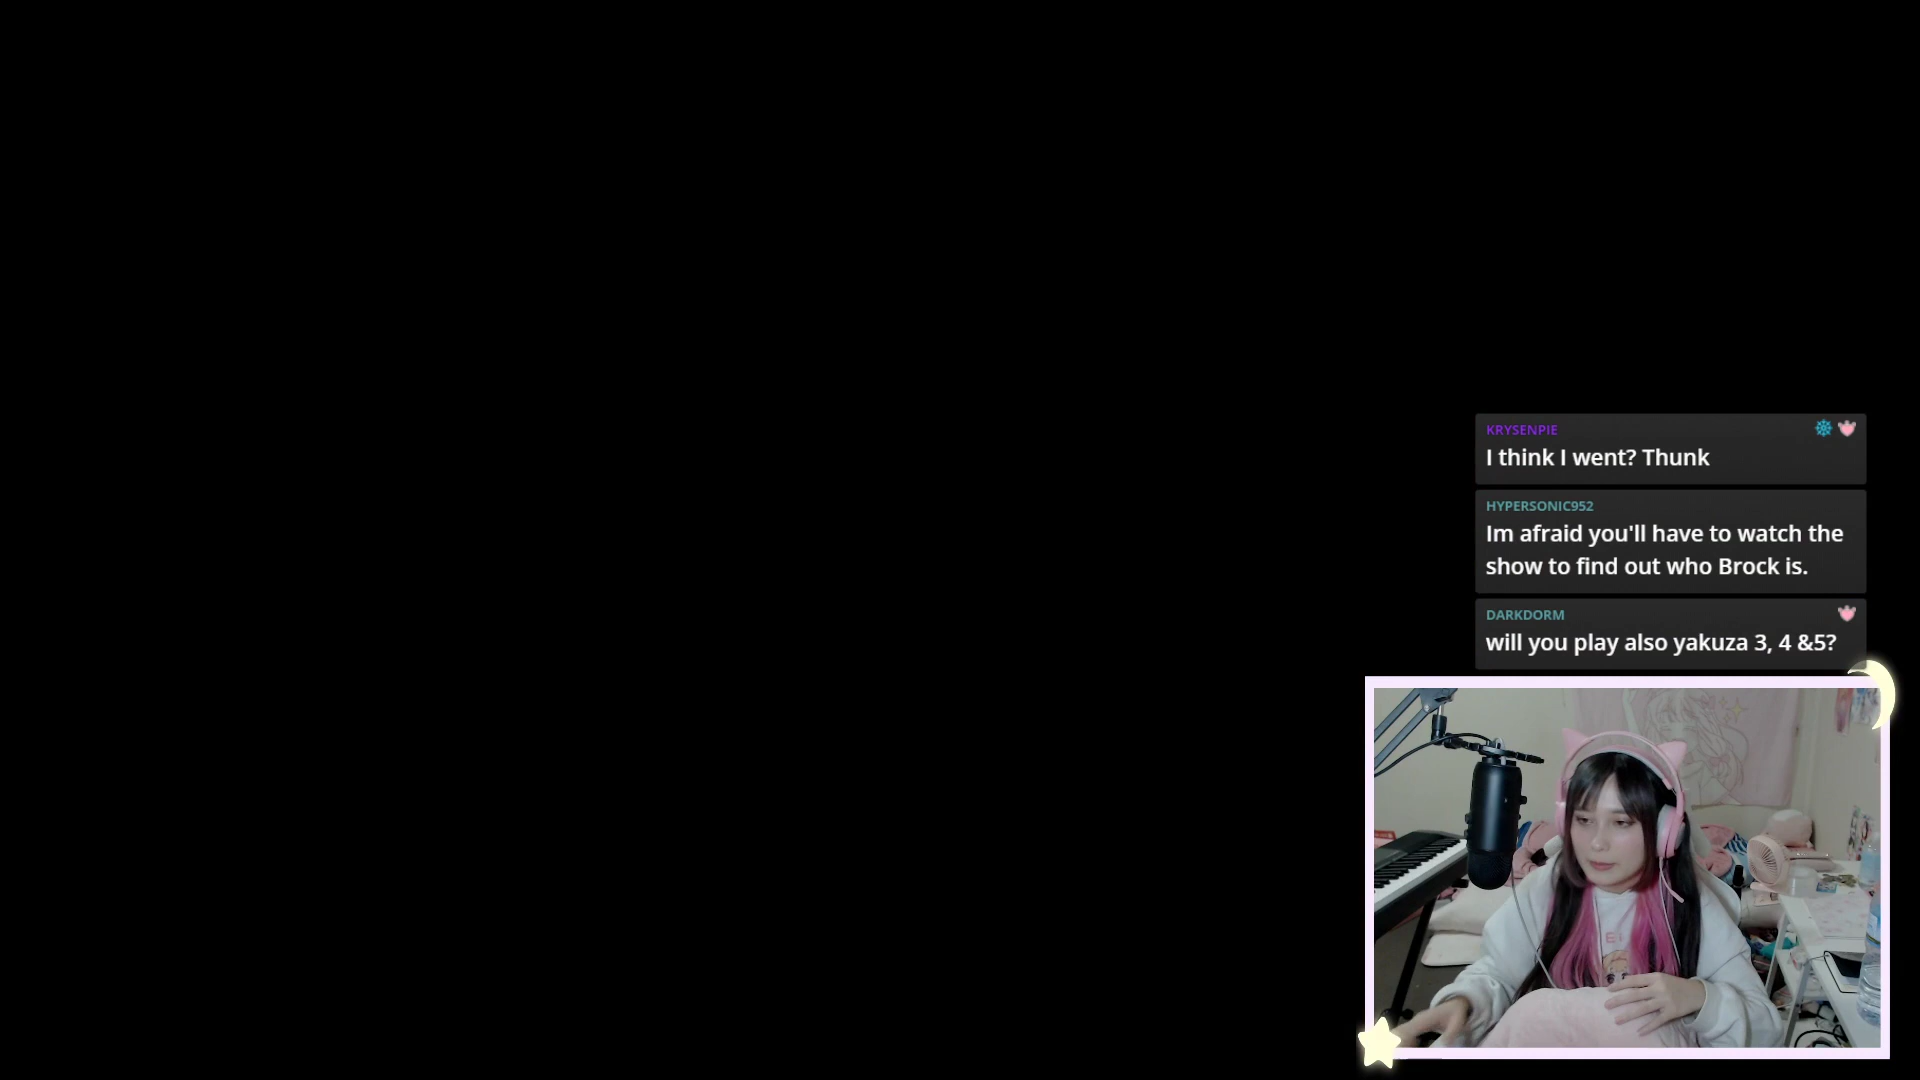 KRYSENPIE
I think I went? Thunk
HYPERSONIC952
Im afraid you'll have to watch the
show to find out who Brock is.
DARKDORM
will you play also yakuza 3, 4 &5?